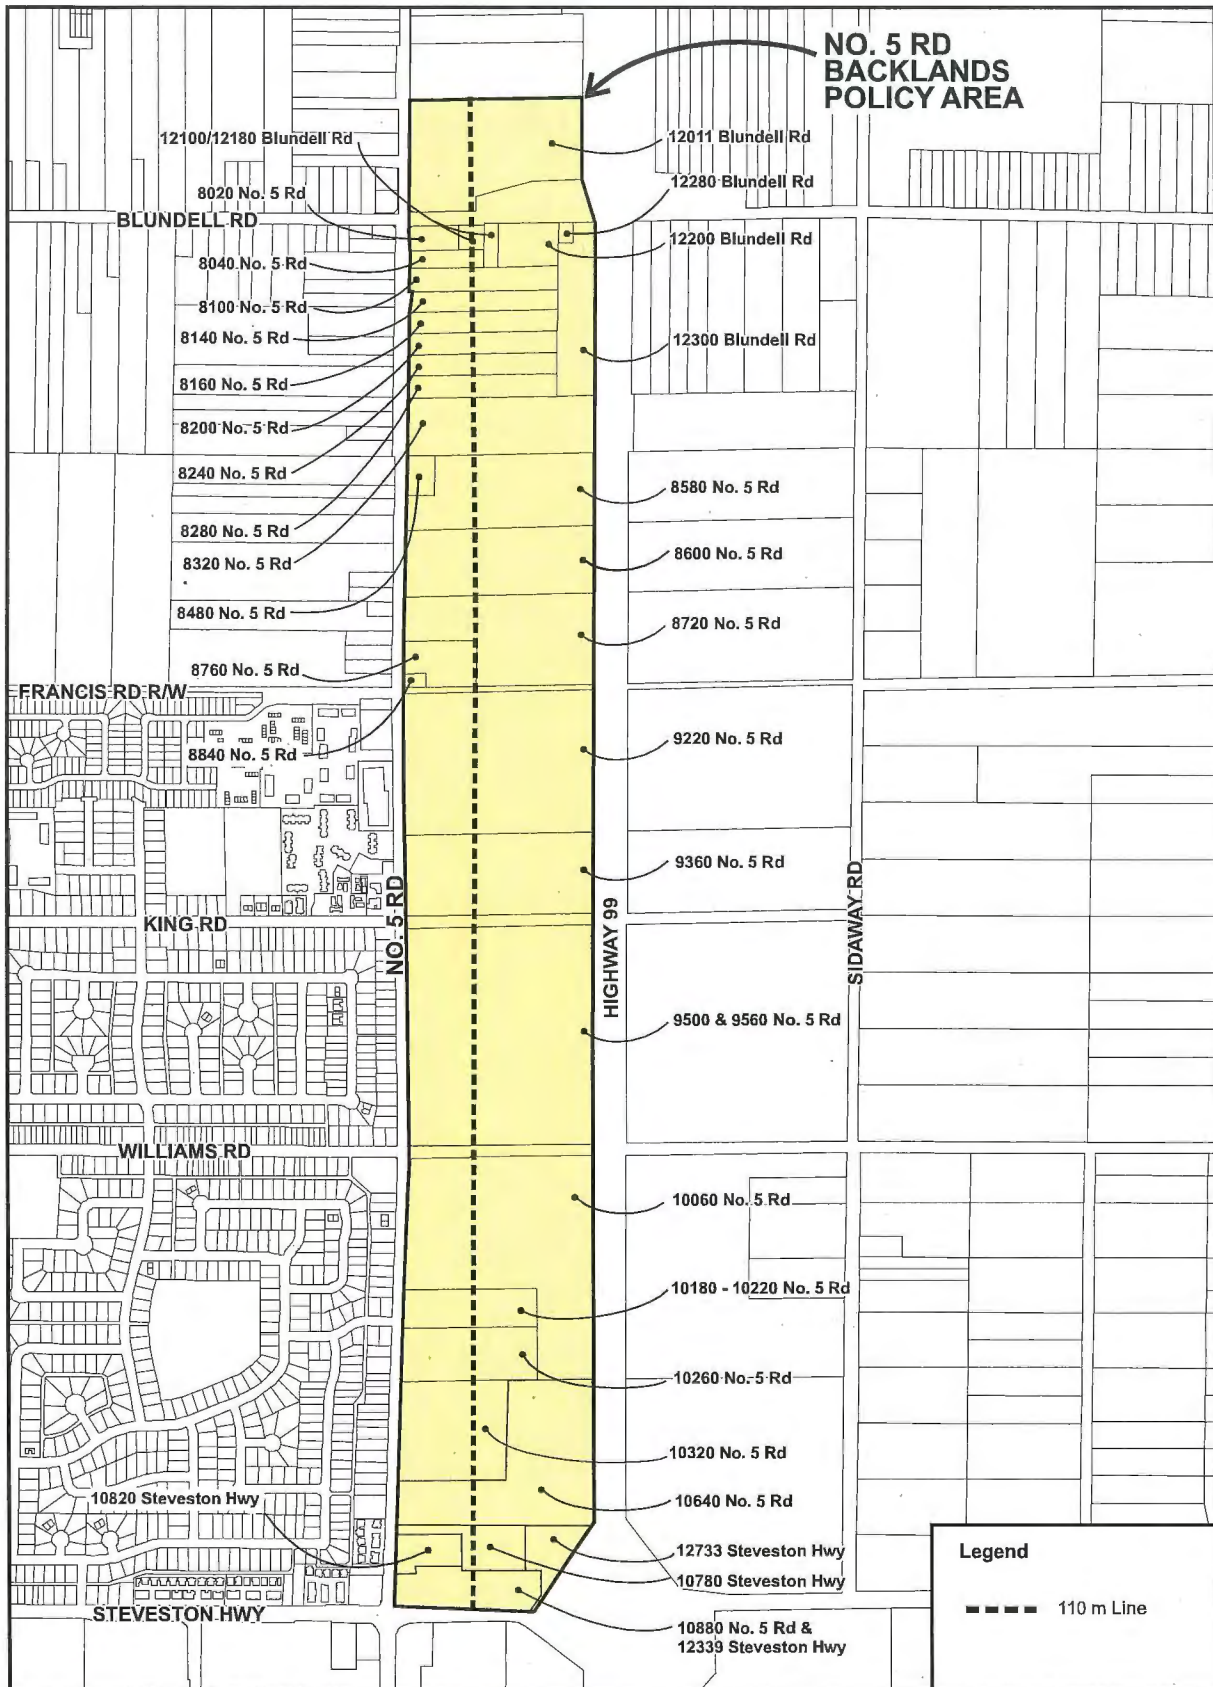 NO. 5 RD
BACKLANDS
POLICY AREA
12100/12180 Blundell Rd
12011 Blundell Rd
8020 No. 5 Rd
12280 Blundell Rd
BLUNDELL RD
12200 Blundell Rd
8040 No. 5 Rd
8100 No. 5 Rd
8140 No. 5 Rd
12300 Blundell Rd
8160 No. 5 Rd
8200 No. 5 Rd
8240 No. 5 Rd
8580 No. 5 Rd
8280 No. 5 Rd
8320 No. 5 Rd
8600 No. 5 Rd
8480 No. 5 Rd
8720 No. 5 Rd
8760 No. 5 Rd
FRANCIS RD R/W
8840 No. 5 Rd
9220 No. 5 Rd
9360 No. 5 Rd
KING RD
NO. 5 RD
HIGHWAY 99
SIDAWAY RD
9500 & 9560 No. 5 Rd
WILLIAMS RD
10060 No. 5 Rd
10180 - 10220 No. 5 Rd
10260 No. 5 Rd
10320 No. 5 Rd
10820 Steveston Hwy
10640 No. 5 Rd
12733 Steveston Hwy
10780 Steveston Hwy
STEVESTON HWY
10880 No. 5 Rd &
12339 Steveston Hwy
Legend
110 m Line